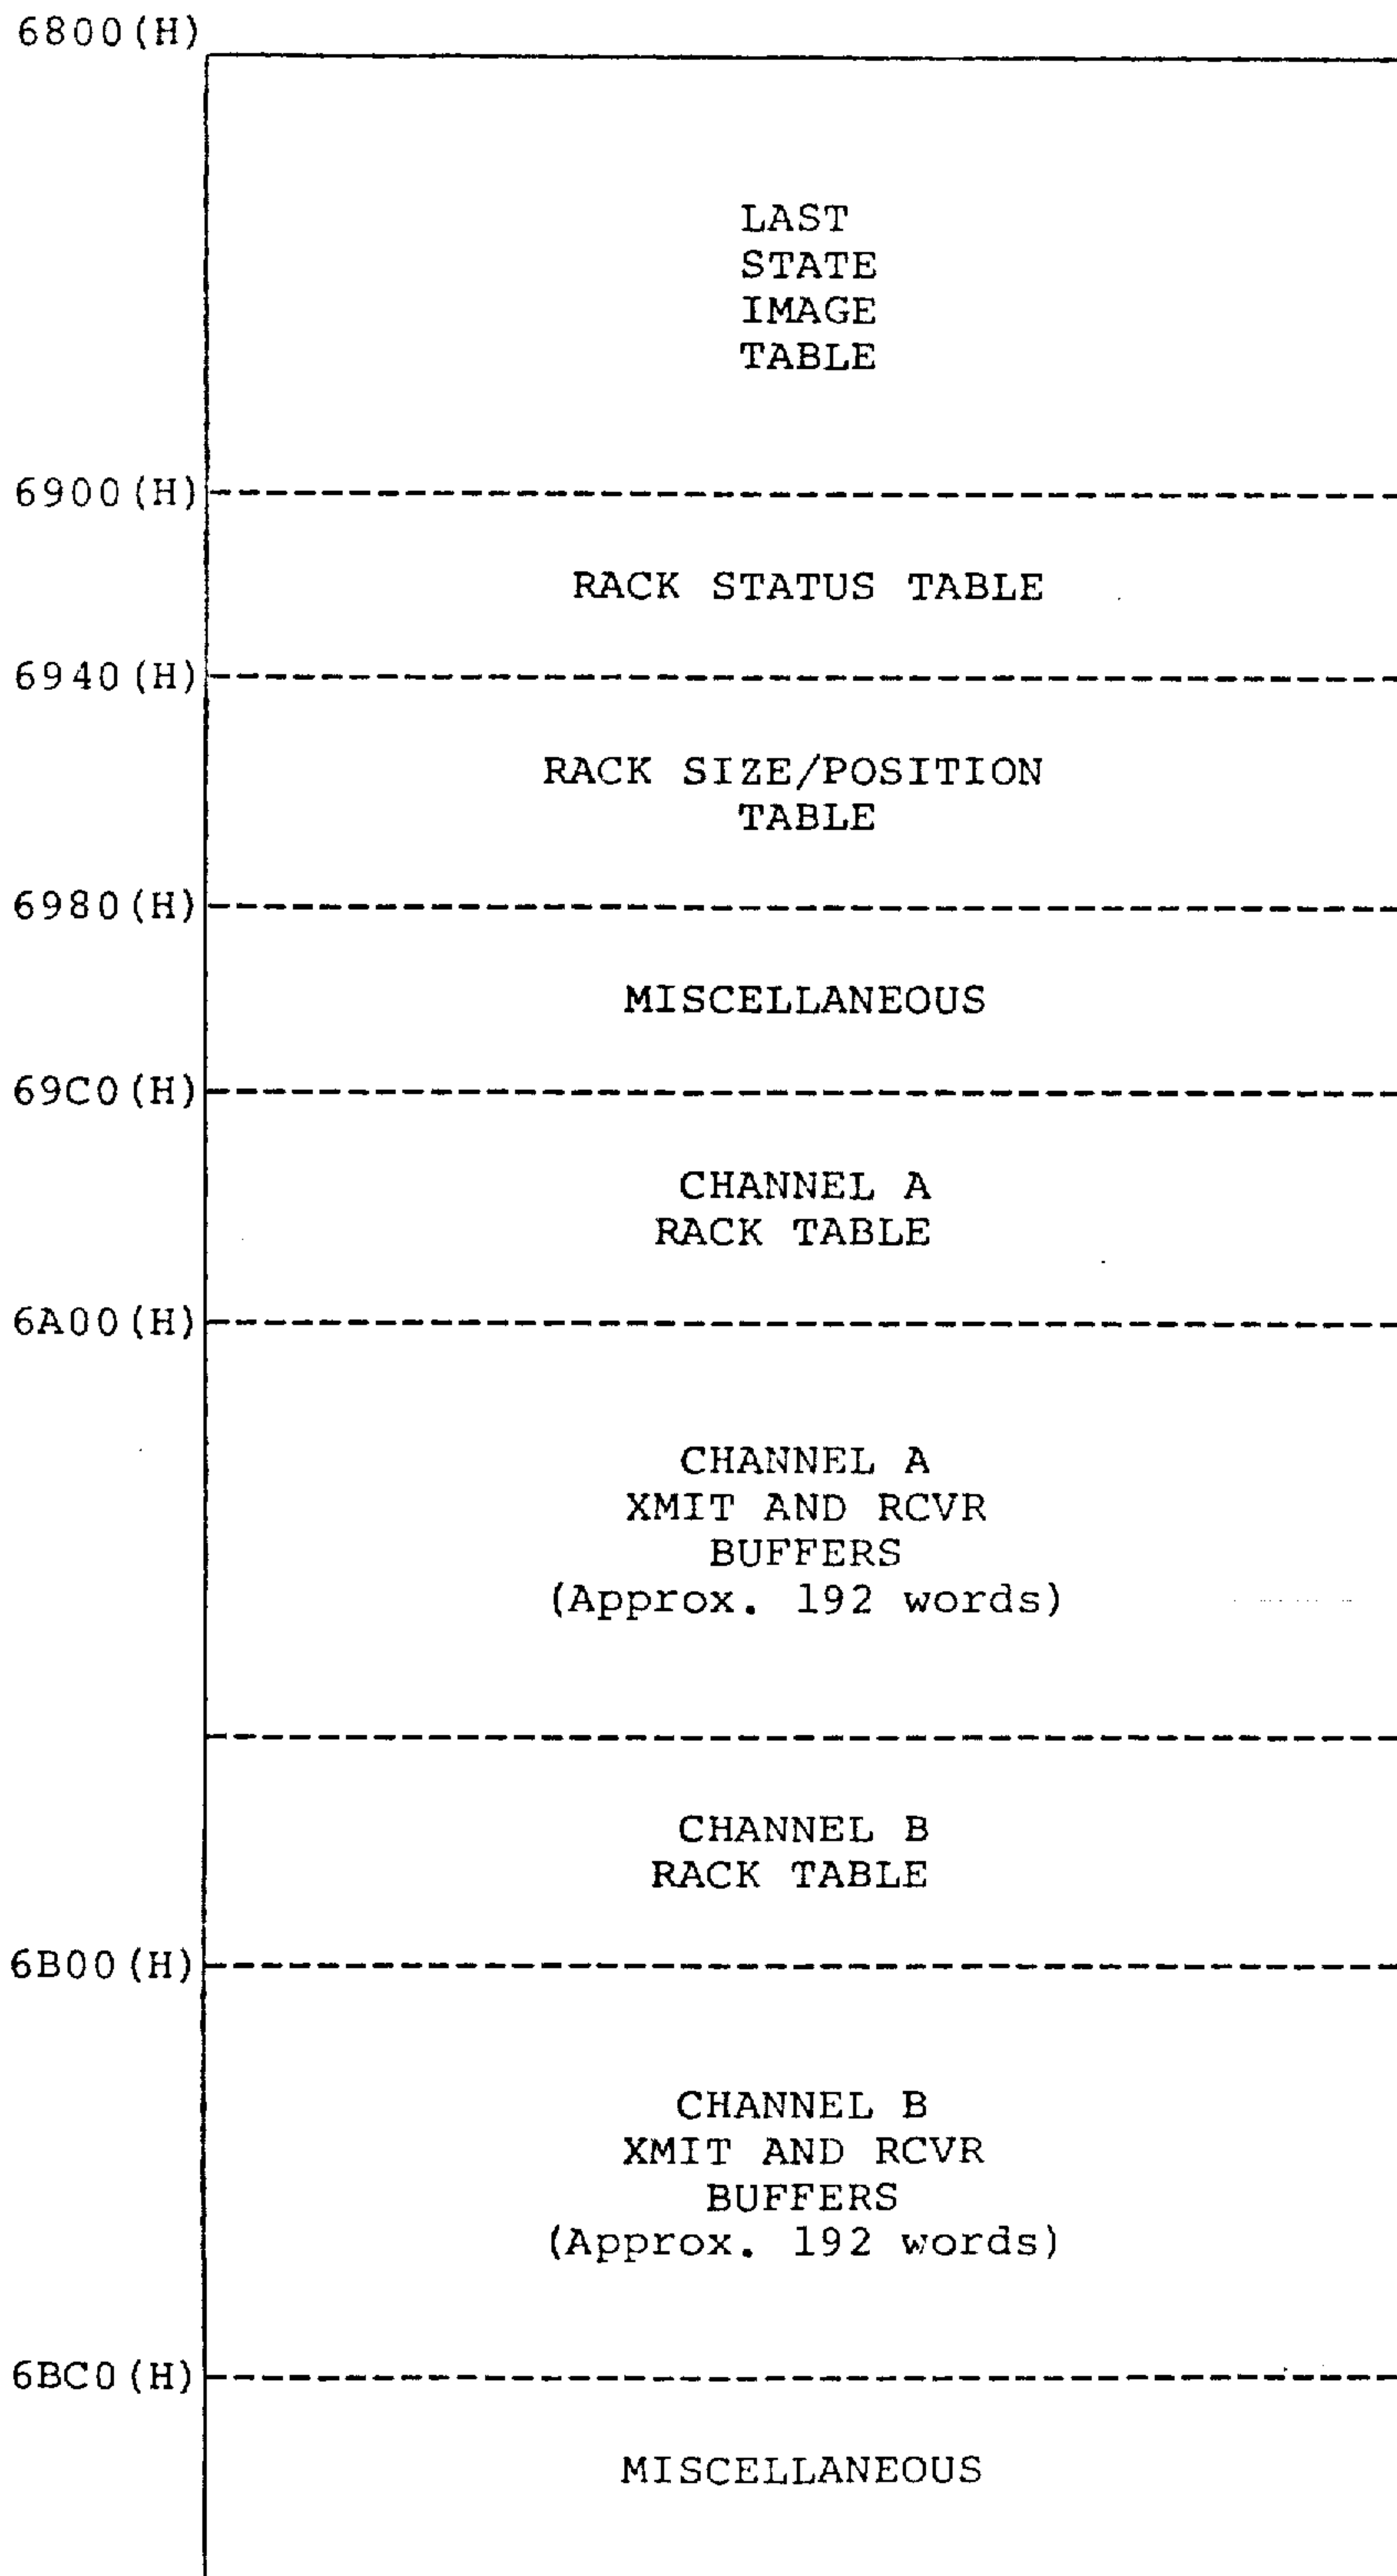 6800(H)
LAST
STATE
IMAGE
TABLE
6900(H)
RACK STATUS TABLE
6940(H)
RACK SIZE/POSITION
TABLE
6980(H)
MISCELLANEOUS
69C0(H)
CHANNEL A
RACK TABLE
6A00(H)
CHANNEL A
XMIT AND RCVR
BUFFERS
(Approx. 192 words)
CHANNEL B
RACK TABLE
6B00(H)
CHANNEL B
XMIT AND RCVR
BUFFERS
(Approx. 192 words)
6BC0(H)
MISCELLANEOUS